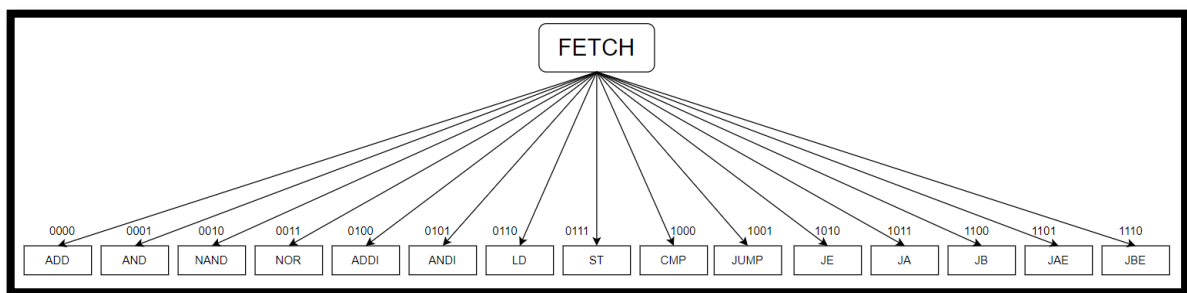 FETCH
0000 0001 0010 0011 0100 0101 0110 0111 1000 1001 1010 1011 1100 1101 1110
ADD AND NAND NOR ADDI ANDI LD ST CMP JUMP JE JA JB JAE JBE